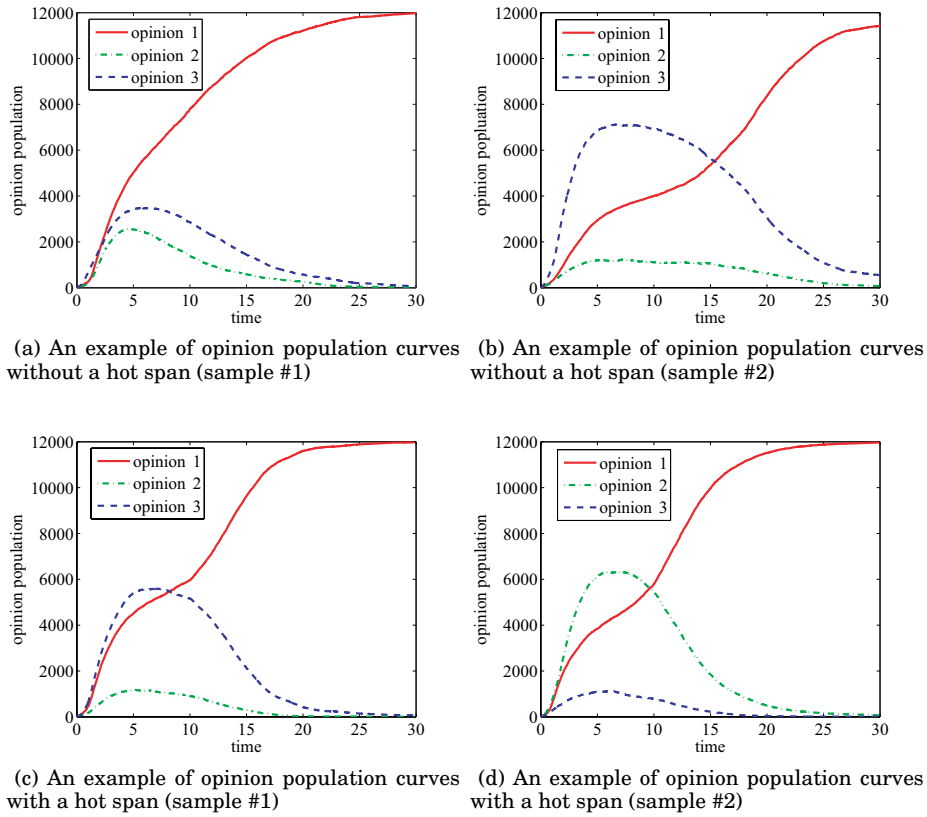 12000
10000
8000
6000
4000
2000
0
opinion population
opinion 1
opinion 2
opinion 3
0 5 10 15 20 25 30
time
(a) An example of opinion population curves
without a hot span (sample #1)
12000
10000
8000
6000
4000
2000
0
opinion popluation
opinion 1
opinion 2
opinion 3
0 5 10 15 20 25 30
time
(b) An example of opinion population curves
without a hot span (sample #2)
12000
10000
8000
6000
4000
2000
0
opinion population
opinion 1
opinion 2
opinion 3
0 5 10 15 20 25 30
time
(c) An example of opinion population curves
with a hot span (sample #1)
12000
10000
8000
6000
4000
2000
0
opinion population
opinion 1
opinion 2
opinion 3
0 5 10 15 20 25 30
time
(d) An example of opinion population curves
with a hot span (sample #2)